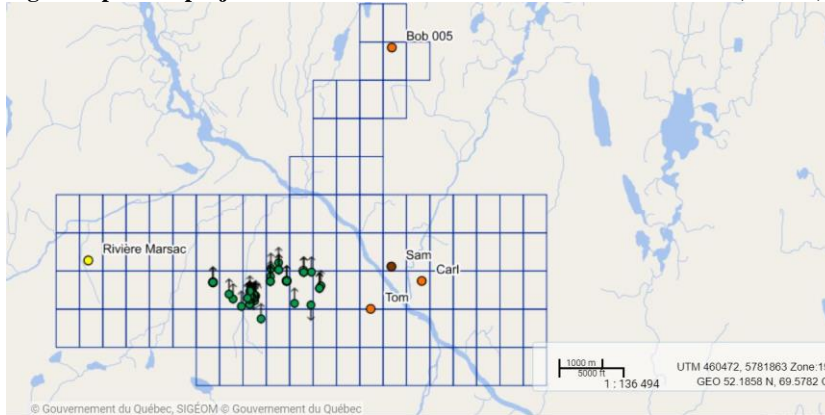 Bob 005
Rivière Marsac
Sam
Carl
Tom
1000 m
5000 ft
1 : 136 494
UTM 460472, 5781863 Zone:1
GEO 52.1858 N, 69.5782
© Gouvernement du Québec, SIGÉOM © Gouvernement du Québec